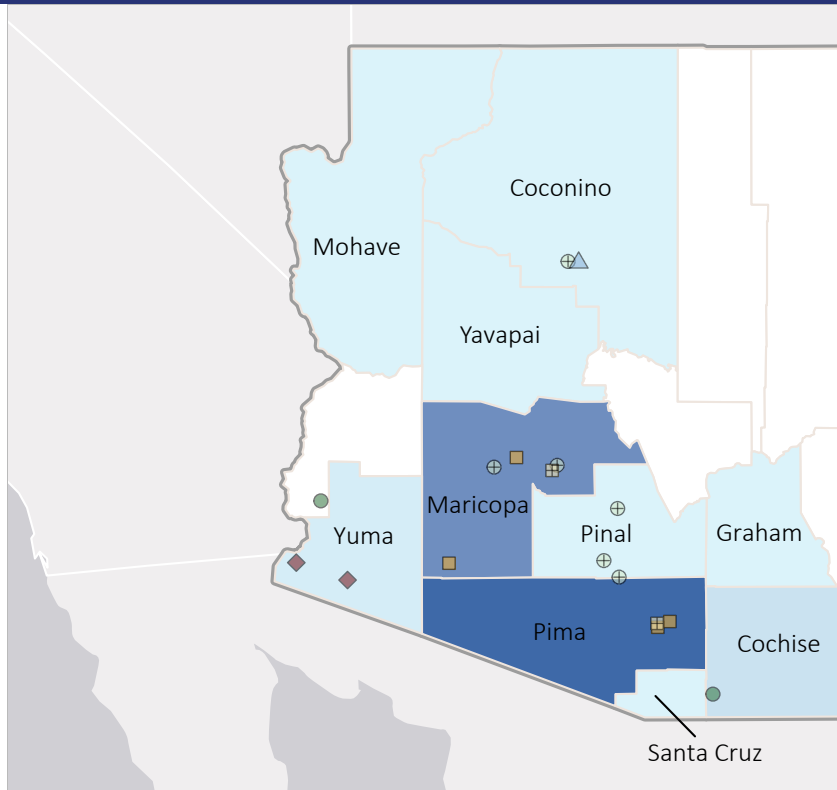 Coconino
Mohave
Yavapai
Maricopa
Yuma
Pinal
Graham
Pima
Cochise
Santa Cruz